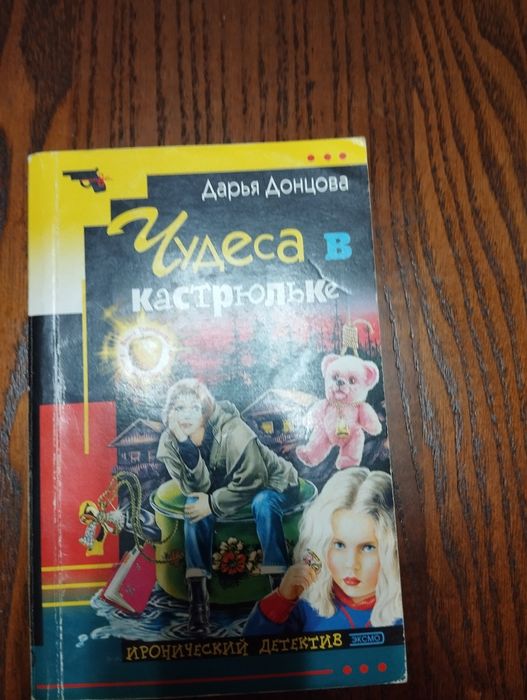 Дарья Донцова
Чудеса в
кастрюльке
ИРОНИЧЕСКИЙ ДЕТЕКТИВ ЭКСМО